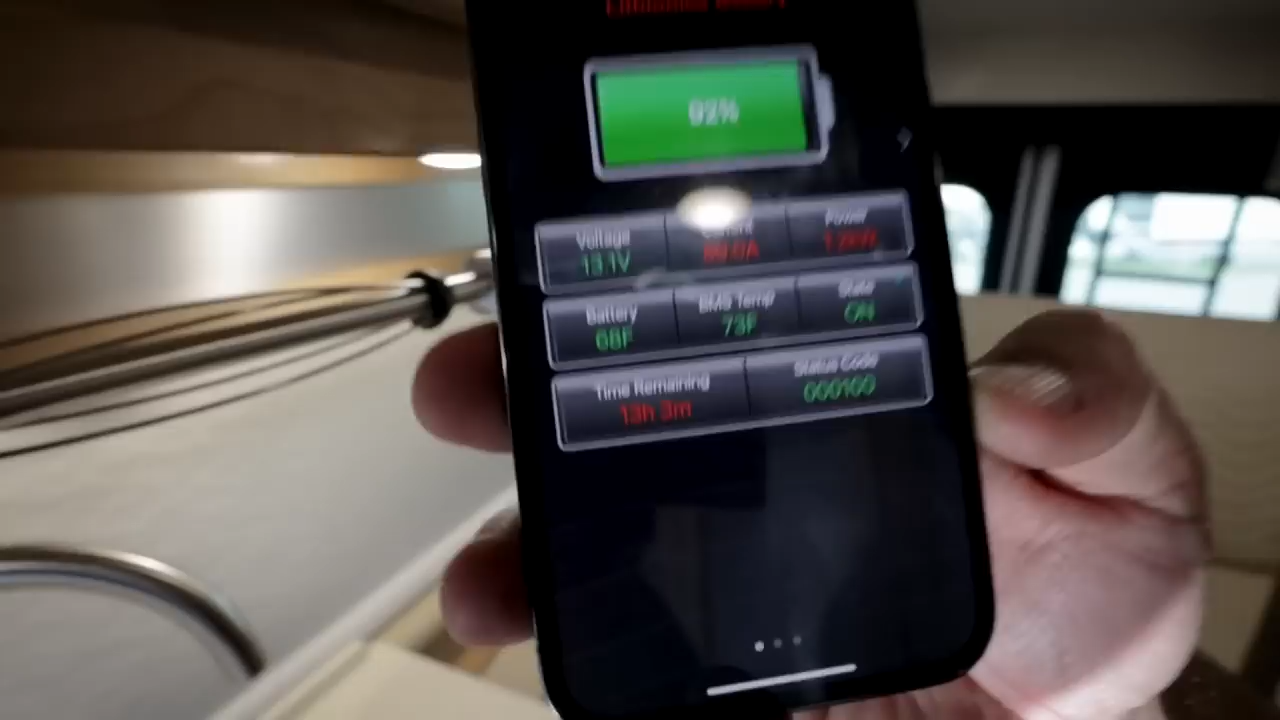 92%
Voltage Current Power
13.1V
Battery BMS Temp State
68F 73F ON
Time Remaining Status Code
13h 3m 000100